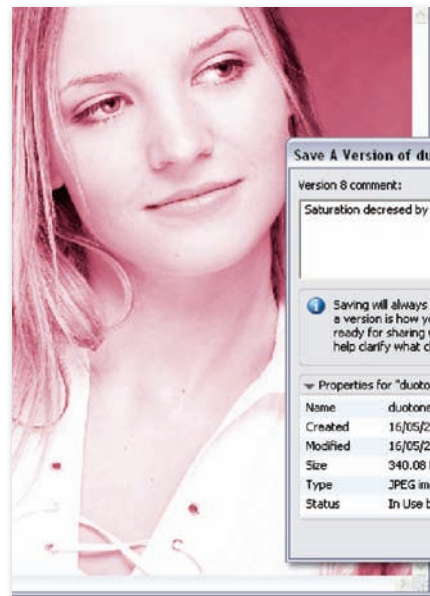 Save A Version of du
Version 8 comment:
Saturation decresed by
Saving will always
a version is how yo
ready for sharing
help clarify what c
Properties for "duoto
Name duotone
Created 16/05/2
Modified 16/05/2
Size 340.08
Type JPEG im
Status In Use b